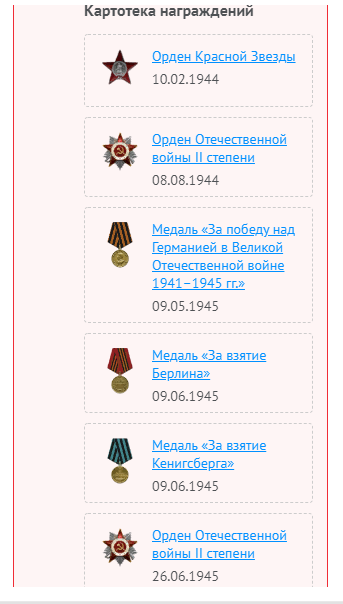 Картотека награждений
Орден Красной Звезды
10.02.1944
Орден Отечественной
войны II степени
08.08.1944
Медаль «За победу над
Германией в Великой
Отечественной войне
1941–1945 гг.»
09.05.1945
Медаль «За взятие
Берлина»
09.06.1945
Медаль «За взятие
Кенигсберга»
09.06.1945
Орден Отечественной
войны II степени
26.06.1945